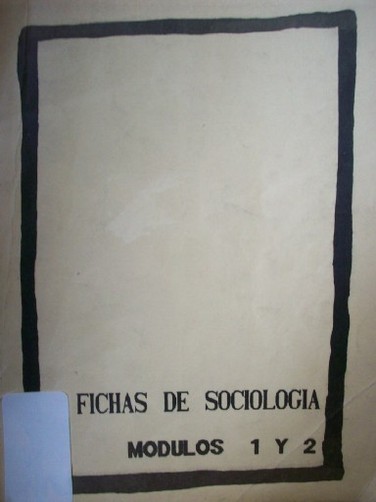 FICHAS DE SOCIOLOGIA
MODULOS 1 Y 2